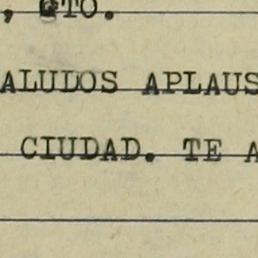 , GTO.
ALUDOS APLAUS
CIUDAD. TE A